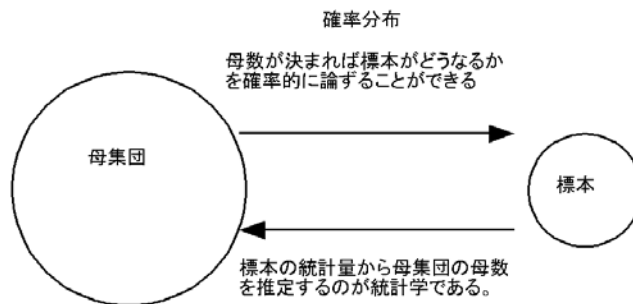 確率分布
母数が決まれば標本がどうなるか
を確率的に論ずることができる
母集団
標本
標本の統計量から母集団の母数
を推定するのが統計学である。